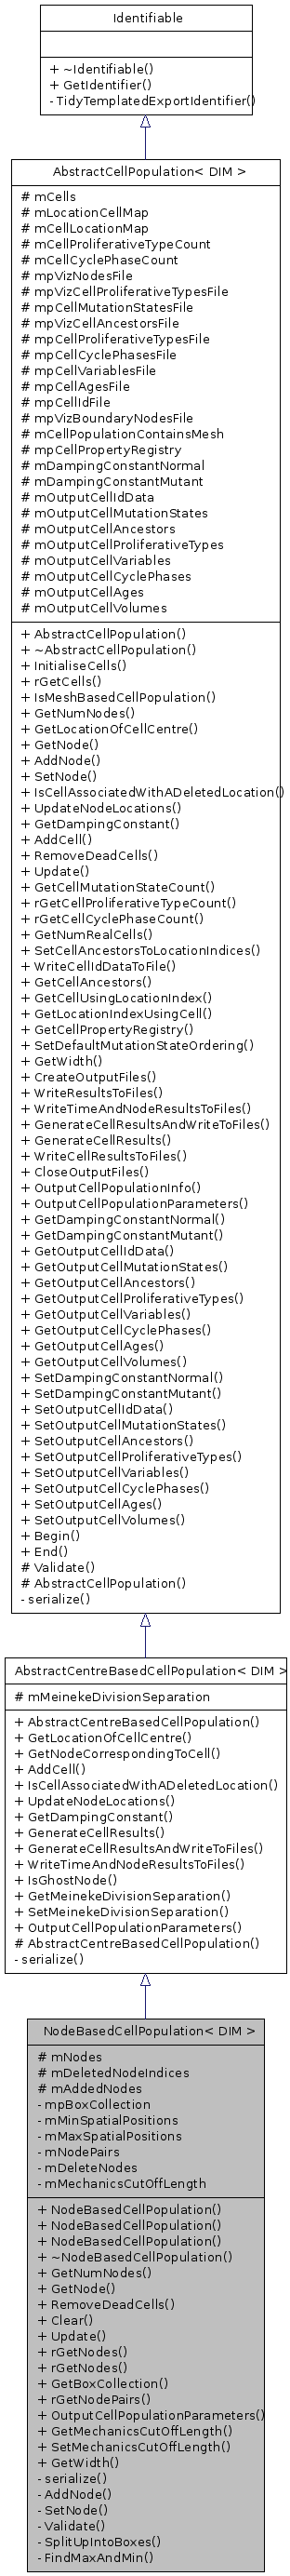 Identifiable
+ ~Identifiable()
+ GetIdentifier()
- TidyTemplatedExportIdentifier()
AbstractCellPopulation< DIM >
# mCells
# mLocationCellMap
# mCellLocationMap
# mCellProliferativeTypeCount
# mCellCyclePhaseCount
# mpVizNodesFile
# mpVizCellProliferativeTypesFile
# mpCellMutationStatesFile
# mpVizCellAncestorsFile
# mpCellProliferativeTypesFile
# mpCellCyclePhasesFile
# mpCellVariablesFile
# mpCellAgesFile
# mpCellIdFile
# mpVizBoundaryNodesFile
# mCellPopulationContainsMesh
# mpCellPropertyRegistry
# mDampingConstantNormal
# mDampingConstantMutant
# mOutputCellIdData
# mOutputCellMutationStates
# mOutputCellAncestors
# mOutputCellProliferativeTypes
# mOutputCellVariables
# mOutputCellCyclePhases
# mOutputCellAges
# mOutputCellVolumes
+ AbstractCellPopulation()
+ ~AbstractCellPopulation()
+ InitialiseCells()
+ rGetCells()
+ IsMeshBasedCellPopulation()
+ GetNumNodes()
+ GetLocationOfCellCentre()
+ GetNode()
+ AddNode()
+ SetNode()
+ IsCellAssociatedWithADeletedLocation()
+ UpdateNodeLocations()
+ GetDampingConstant()
+ AddCell()
+ RemoveDeadCells()
+ Update()
+ GetCellMutationStateCount()
+ rGetCellProliferativeTypeCount()
+ rGetCellCyclePhaseCount()
+ GetNumRealCells()
+ SetCellAncestorsToLocationIndices()
+ WriteCellIdDataToFile()
+ GetCellAncestors()
+ GetCellUsingLocationIndex()
+ GetLocationIndexUsingCell()
+ GetCellPropertyRegistry()
+ SetDefaultMutationStateOrdering()
+ GetWidth()
+ CreateOutputFiles()
+ WriteResultsToFiles()
+ WriteTimeAndNodeResultsToFiles()
+ GenerateCellResultsAndWriteToFiles()
+ GenerateCellResults()
+ WriteCellResultsToFiles()
+ CloseOutputFiles()
+ OutputCellPopulationInfo()
+ OutputCellPopulationParameters()
+ GetDampingConstantNormal()
+ GetDampingConstantMutant()
+ GetOutputCellIdData()
+ GetOutputCellMutationStates()
+ GetOutputCellAncestors()
+ GetOutputCellProliferativeTypes()
+ GetOutputCellVariables()
+ GetOutputCellCyclePhases()
+ GetOutputCellAges()
+ GetOutputCellVolumes()
+ SetDampingConstantNormal()
+ SetDampingConstantMutant()
+ SetOutputCellIdData()
+ SetOutputCellMutationStates()
+ SetOutputCellAncestors()
+ SetOutputCellProliferativeTypes()
+ SetOutputCellVariables()
+ SetOutputCellCyclePhases()
+ SetOutputCellAges()
+ SetOutputCellVolumes()
+ Begin()
+ End()
# Validate()
# AbstractCellPopulation()
- serialize()
AbstractCentreBasedCellPopulation< DIM >
# mMeinekeDivisionSeparation
+ AbstractCentreBasedCellPopulation()
+ GetLocationOfCellCentre()
+ GetNodeCorrespondingToCell()
+ AddCell()
+ IsCellAssociatedWithADeletedLocation()
+ UpdateNodeLocations()
+ GetDampingConstant()
+ GenerateCellResults()
+ GenerateCellResultsAndWriteToFiles()
+ WriteTimeAndNodeResultsToFiles()
+ IsGhostNode()
+ GetMeinekeDivisionSeparation()
+ SetMeinekeDivisionSeparation()
+ OutputCellPopulationParameters()
# AbstractCentreBasedCellPopulation()
- serialize()
NodeBasedCellPopulation< DIM >
# mNodes
# mDeletedNodeIndices
# mAddedNodes
- mpBoxCollection
- mMinSpatialPositions
- mMaxSpatialPositions
- mNodePairs
- mDeleteNodes
- mMechanicsCutOffLength
+ NodeBasedCellPopulation()
+ NodeBasedCellPopulation()
+ NodeBasedCellPopulation()
+ ~NodeBasedCellPopulation()
+ GetNumNodes()
+ GetNode()
+ RemoveDeadCells()
+ Clear()
+ Update()
+ rGetNodes()
+ rGetNodes()
+ GetBoxCollection()
+ rGetNodePairs()
+ OutputCellPopulationParameters()
+ GetMechanicsCutOffLength()
+ SetMechanicsCutOffLength()
+ GetWidth()
- serialize()
- AddNode()
- SetNode()
- Validate()
- SplitUpIntoBoxes()
- FindMaxAndMin()